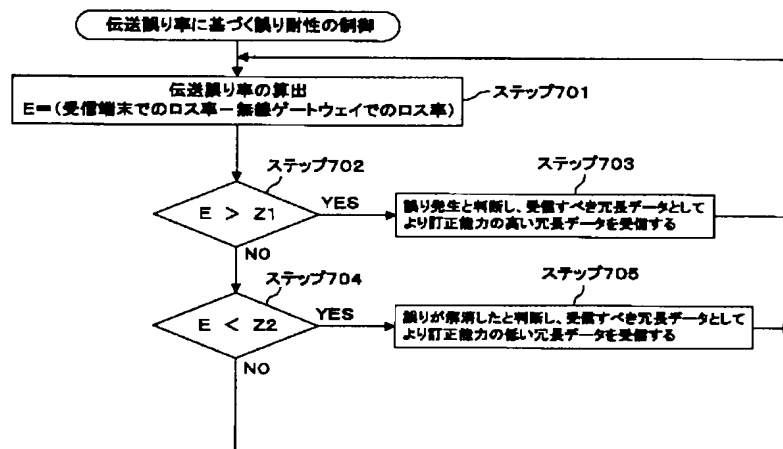 伝送誤り率に基づく誤り耐性の制御
伝送誤り率の算出
E=(受信端末でのロス率－無線ゲートウェイでのロス率)
ステップ701
ステップ702
E > Z1
YES
NO
ステップ703
誤り発生と判断し、受信すべき冗長データとして
より訂正能力の高い冗長データを受信する
ステップ704
E < Z2
YES
NO
ステップ705
誤りが解消したと判断し、受信すべき冗長データとして
より訂正能力の低い冗長データを受信する